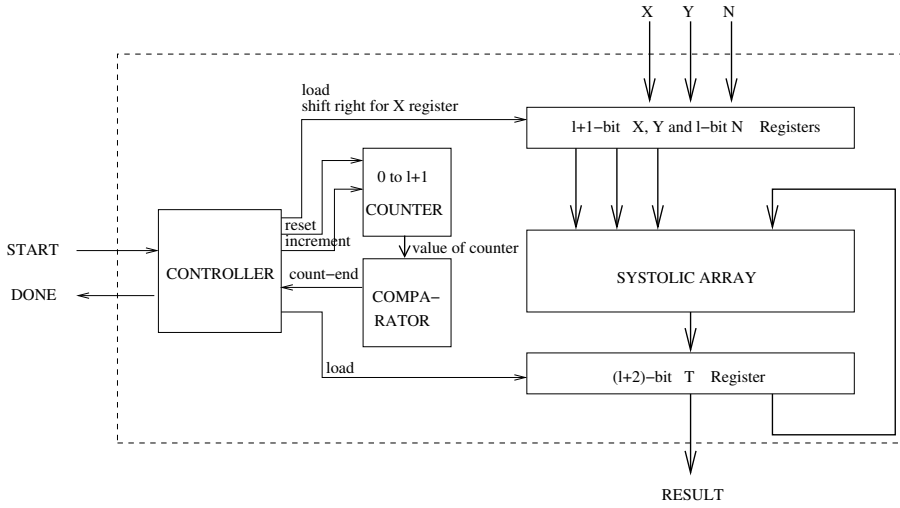 X Y N
load
shift right for X register
l+1−bit X, Y and l−bit N Registers
0 to l+1
COUNTER
reset
increment
START
CONTROLLER
value of counter
count−end
SYSTOLIC ARRAY
DONE
COMPA−
RATOR
load
(l+2)−bit T Register
RESULT